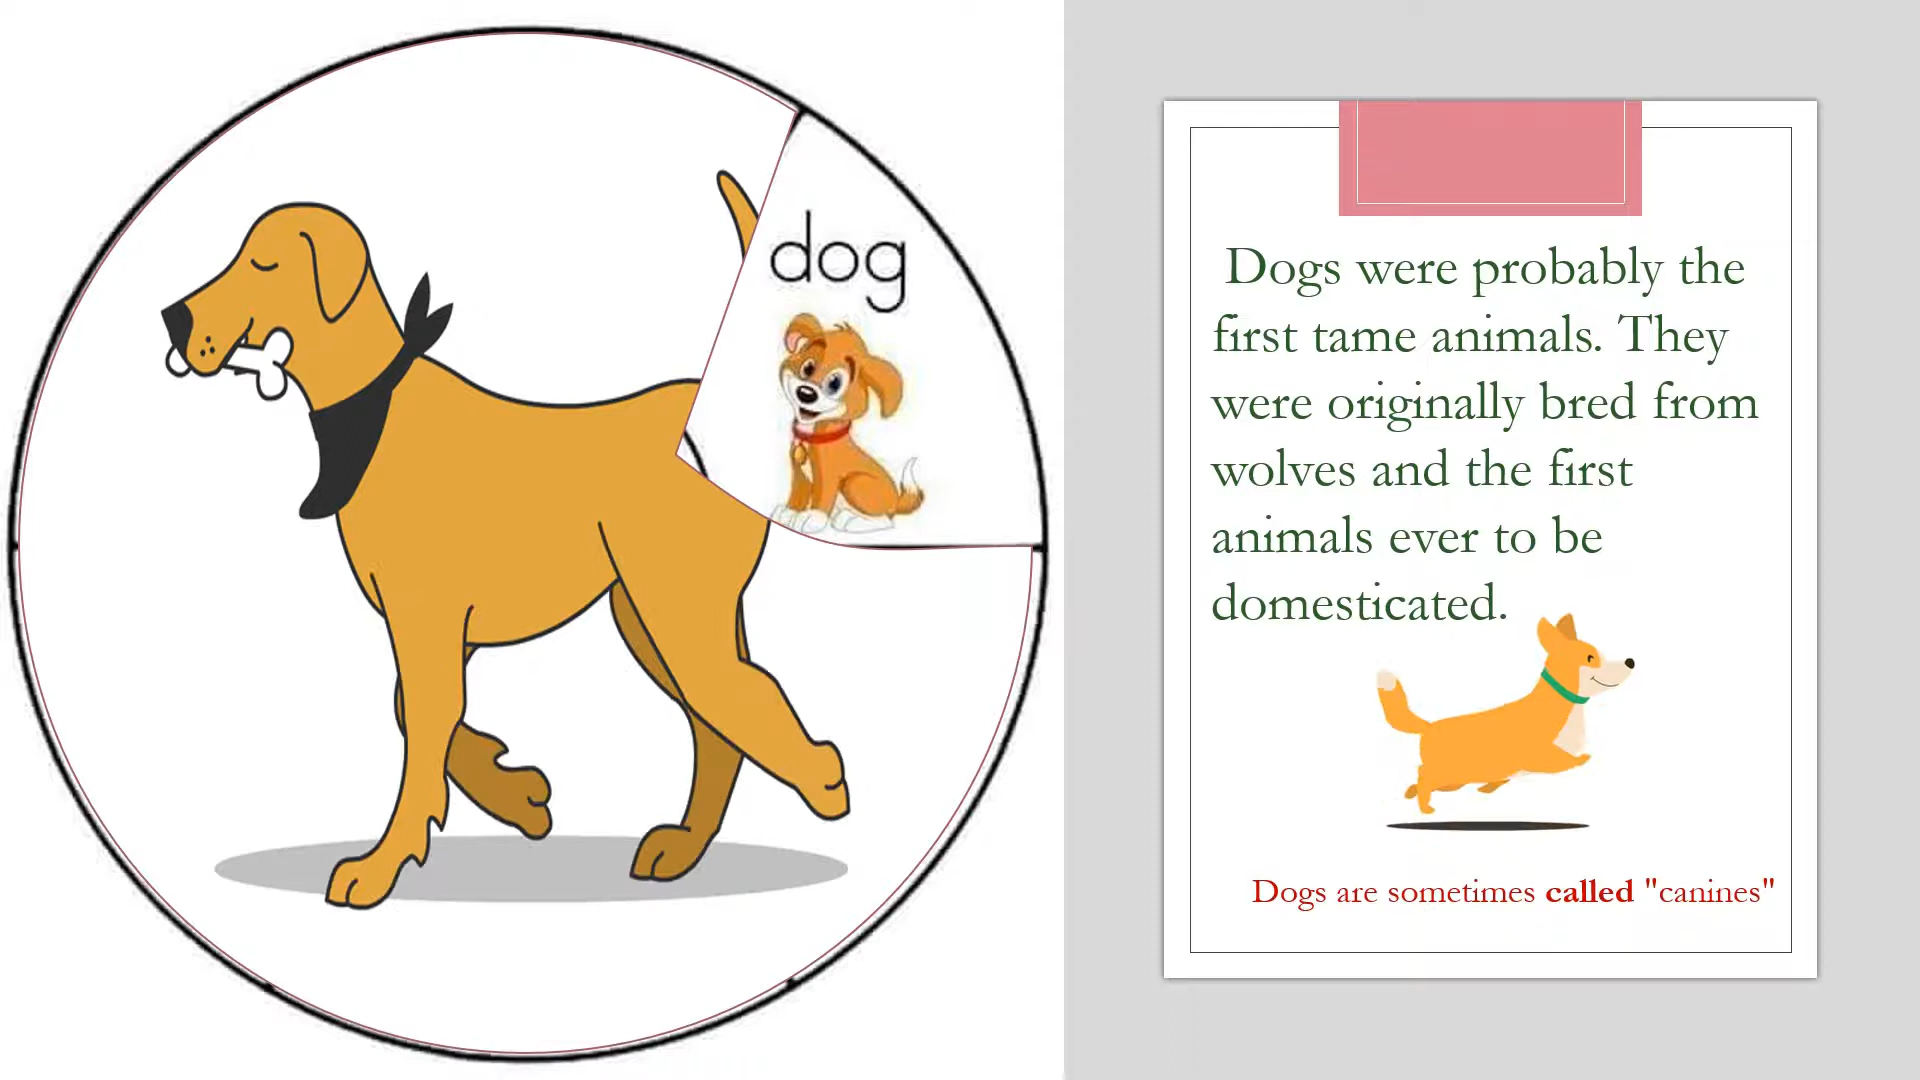 dog
Dogs were probably the
first tame animals. They
were originally bred from
wolves and the first
animals ever to be
domesticated.
Dogs are sometimes called "canines"